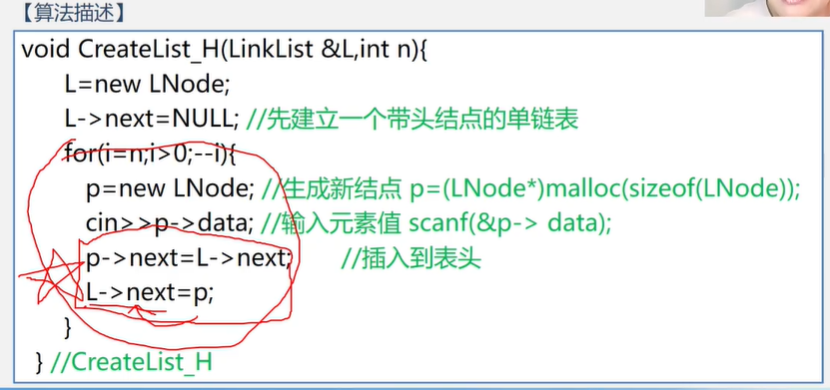 【算法描述】
void CreateList_H(LinkList &L,int n){
L=new LNode;
L->next=NULL; //先建立一个带头结点的单链表
for(i=n;i>0;--i){
p=new LNode; //生成新结点 p=(LNode*)malloc(sizeof(LNode));
cin>>p->data; //输入元素值 scanf(&p-> data);
p->next=L->next; //插入到表头
L->next=p;
}
} //CreateList_H